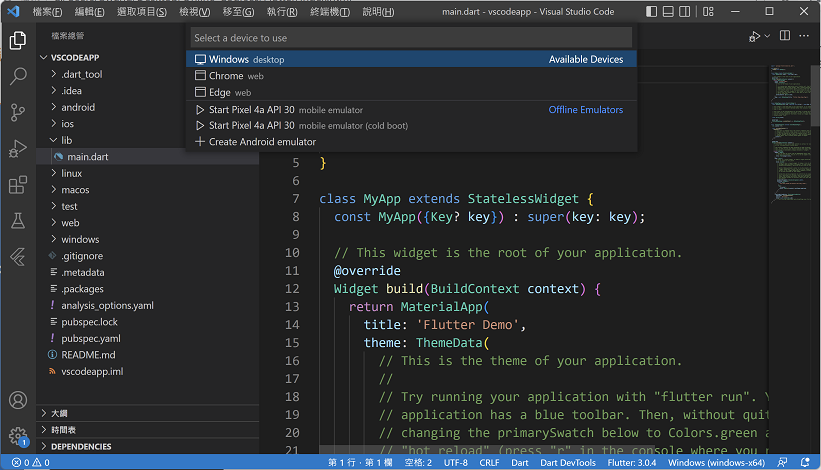 檔案(F) 編輯(E) 選取項目(S) 檢視(V) 移至(G) 執行(R) 終端機(T) 說明(H) main.dart - vscodeapp - Visual Studio Code
檔案總管
Select a device to use
Windows desktop Available Devices
Chrome web
Edge web
Start Pixel 4a API 30 mobile emulator Offline Emulators
Start Pixel 4a API 30 mobile emulator (cold boot)
Create Android emulator
VSCODEAPP
.dart_tool
.idea
android
ios
lib
main.dart
linux
macos
test
web
windows
.gitignore
.metadata
.packages
analysis_options.yaml
pubspec.lock
pubspec.yaml
README.md
vscodeapp.iml
大綱
時間表
DEPENDENCIES
1
5 }
6
7 class MyApp extends StatelessWidget {
8 const MyApp({Key? key}) : super(key: key);
9
10 // This widget is the root of your application.
11 @override
12 Widget build(BuildContext context) {
13 return MaterialApp(
14 title: 'Flutter Demo',
15 theme: ThemeData(
16 // This is the theme of your application.
17 //
18 // Try running your application with "flutter run".
19 // application has a blue toolbar. Then, without quit
20 // changing the primarySwatch below to Colors.green a
21 // "hot reload" (press "r" in the console where you r
0 0 第 1 行，第 1 欄 空格: 2 UTF-8 CRLF Dart Dart DevTools Flutter: 3.0.4 Windows (windows-x64)